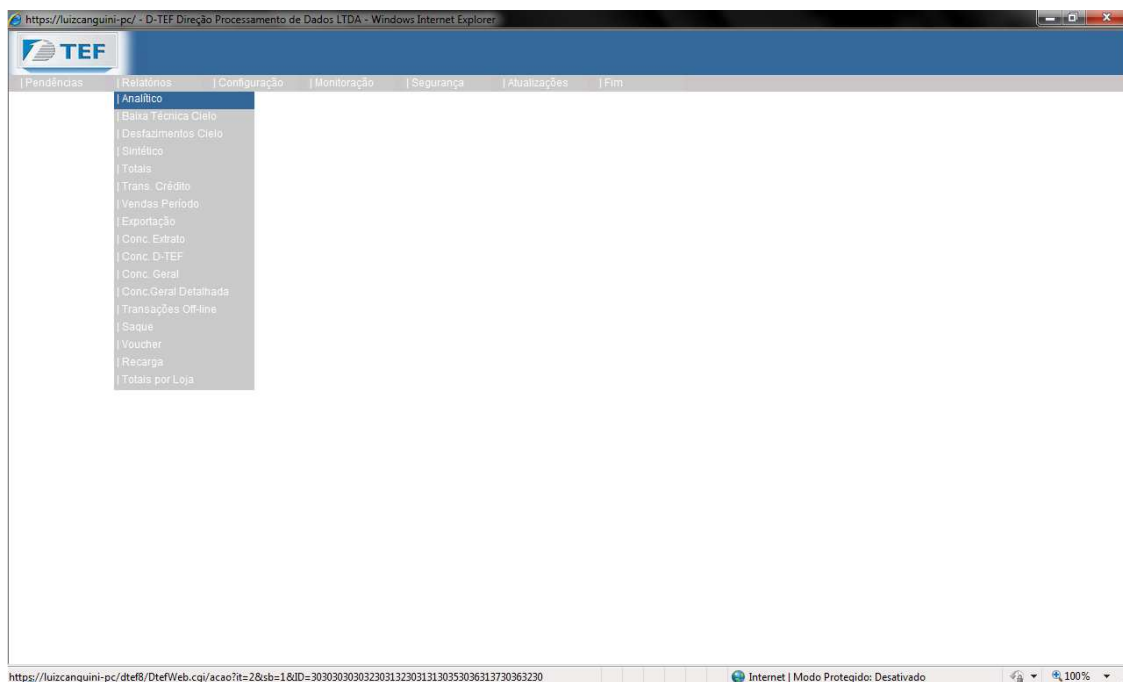 https://luizcanguini-pc/ - D-TEF Direção Processamento de Dados LTDA - Windows Internet Explorer
TEF
| Pendências | Relatórios | Configuração | Monitoração | Segurança | Atualizações | Fim
| Analítico
| Baixa Técnica Cielo
| Desfazimentos Cielo
| Sintético
| Totais
| Trans. Crédito
| Vendas Período
| Exportação
| Conc. Extrato
| Conc. D-TEF
| Conc. Geral
| Conc.Geral Detalhada
| Transações Off-line
| Saque
| Voucher
| Recarga
| Totais por Loja
https://luizcanguini-pc/dtef8/DtefWeb.cgi/acao?it=2&sb=1&ID=303030303032303132303131303530363137303632​30 Internet | Modo Protegido: Desativado 100%